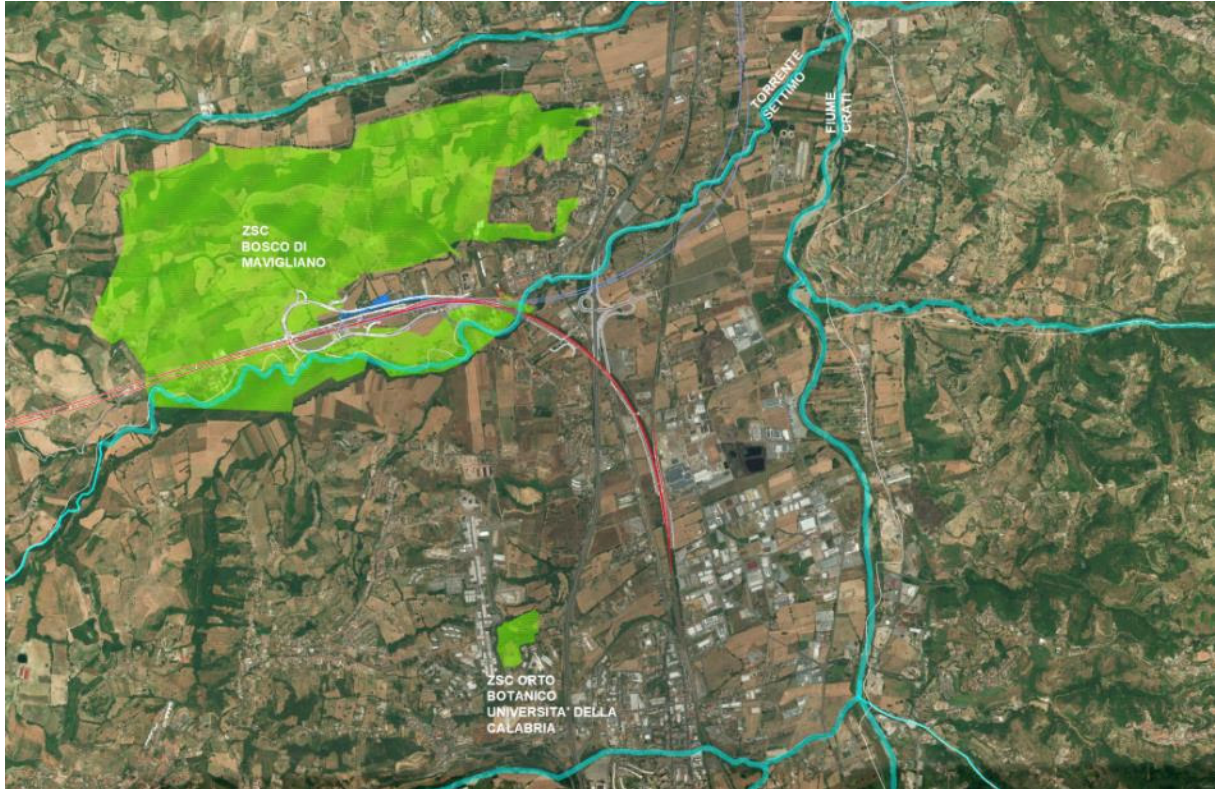 TORRENTE
SETTIMO
FIUME
CRATI
ZSC
BOSCO DI
MAVIGLIANO
ZSC ORTO
BOTANICO
UNIVERSITA' DELLA
CALABRIA